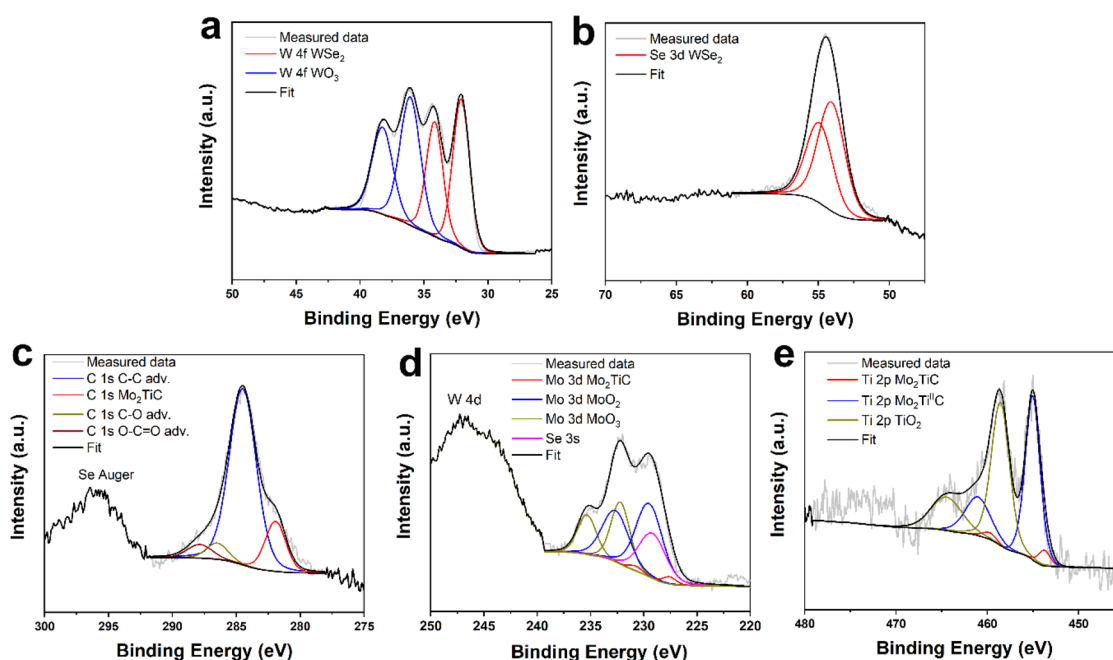 a
Measured data
W 4f WSe₂
W 4f WO₃
Fit
Intensity (a.u.)
50 45 40 35 30 25
Binding Energy (eV)
b
Measured data
Se 3d WSe₂
Fit
Intensity (a.u.)
70 65 60 55 50
Binding Energy (eV)
c
Measured data
C 1s C-C adv.
C 1s Mo₂TiC
C 1s C-O adv.
C 1s O-C=O adv.
Fit
Se Auger
Intensity (a.u.)
300 295 290 285 280 275
Binding Energy (eV)
d
Measured data
Mo 3d Mo₂TiC
Mo 3d MoO₂
Mo 3d MoO₃
Se 3s
Fit
W 4d
Intensity (a.u.)
250 245 240 235 230 225 220
Binding Energy (eV)
e
Measured data
Ti 2p Mo₂TiC
Ti 2p Mo₂TiᴵᴵC
Ti 2p TiO₂
Fit
Intensity (a.u.)
480 470 460 450
Binding Energy (eV)